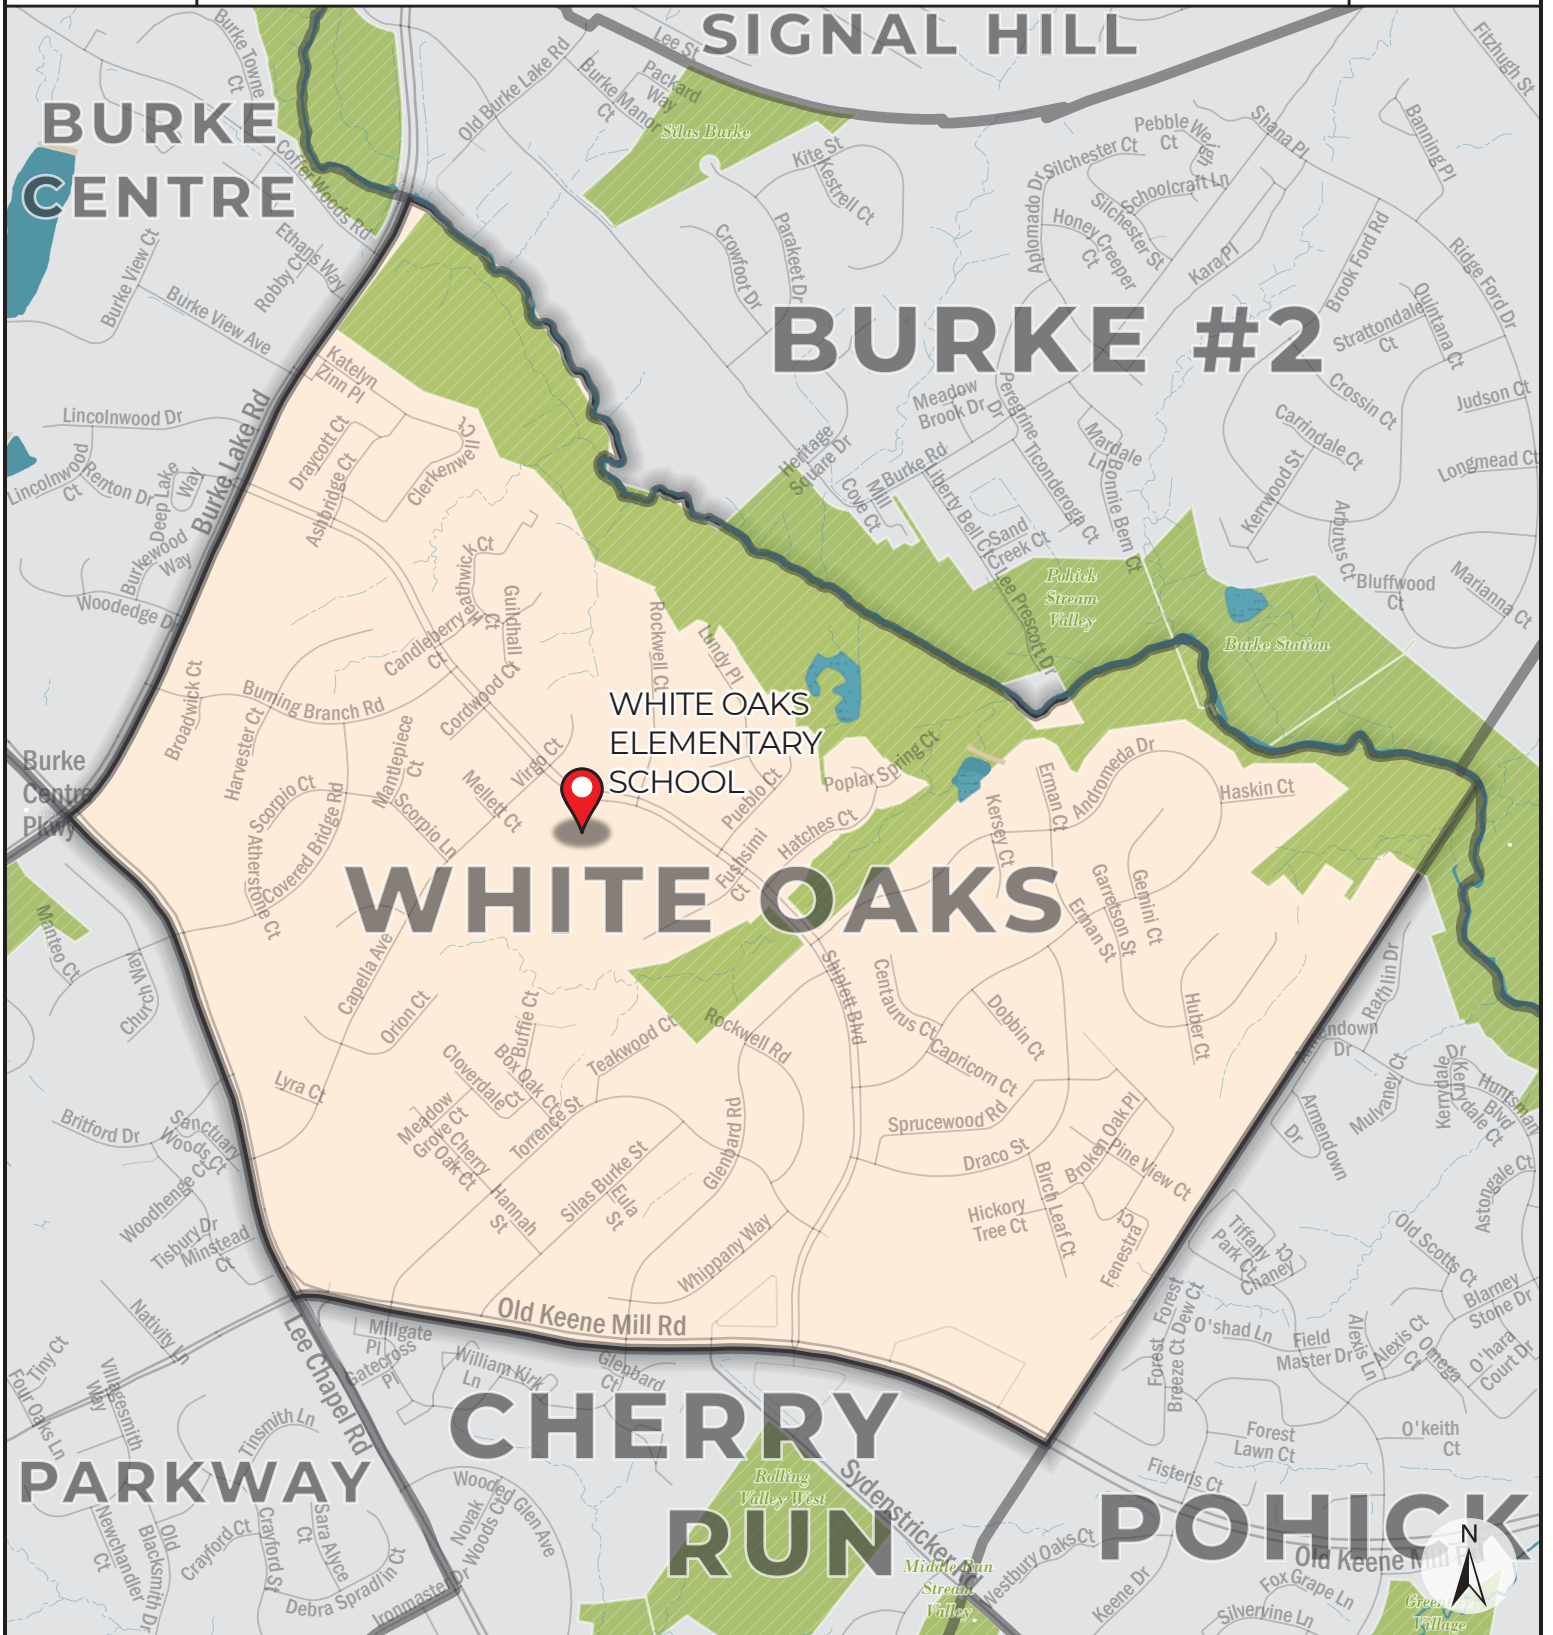 SIGNAL HILL
BURKE
CENTRE
BURKE #2
WHITE OAKS
CHERRY
RUN
PARKWAY
POHICK
WHITE OAKS
ELEMENTARY
SCHOOL
Burke Towne
Ct
Coffer Woods Rd
Old Burke Lake Rd
Lee St
Packard
Way
Burke Manor
Ct
Silas Burke
Kite St
Kestrell Ct
Parakeet Dr
Crowfoot Dr
Pebble
Ct
Silchester Ct
Schoolcraft Ln
Silchester St
Aplomado Dr
Honey Creeper
Ct
Kara Pl
Shana Pl
Banning Pl
Fitzhugh St
Brook Ford Rd
Ridge Ford Dr
Strattondale
Ct
Quintana Ct
Crossin Ct
Carrindale Ct
Judson Ct
Longmead Ct
Kerrwood St
Arbutus Ct
Bluffwood
Ct
Marianna Ct
Ethans Way
Robby Ct
Burke View Ct
Burke View Ave
Lincolnwood Dr
Lincolnwood
Ct
Renton Dr
Deep Lake
Way
Burkewood
Way
Woodedge Dr
Burke Lake Rd
Katelyn
Zinn Pl
Draycott Ct
Ashbridge Ct
Clerkenwell
Ct
Heathwick Ct
Heathwick
Ct
Guildhall
Candleberry
Ct
Cordwood Ct
Meadow
Brook Dr
Peregrine
Dr
Heritage
Square Dr
Burke Rd
Mill
Cove Ct
Liberty Bell Ct
Sand
Creek Ct
Ticonderoga Ct
Mardale
Ln
Bonnie Bern Ct
Lee Prescott Dr
Pohick
Stream
Valley
Burke Station
Rockwell Ct
Lundy Pl
Broadwick Ct
Burning Branch Rd
Harvester Ct
Mantlepiece
Ct
Virgo Ct
Mellett Ct
Scorpio Ct
Scorpio Ln
Covered Bridge Rd
Atherstone Ct
Burke
Centre
Pkwy
Pueblo Ct
Poplar Spring Ct
Hatches Ct
Fushsimi
Ct
Kersey Ct
Erman Ct
Andromeda Dr
Haskin Ct
Garretson St
Gemini Ct
Erman St
Huber Ct
Manteo Ct
Church Way
Capella Ave
Orion Ct
Lyra Ct
Buffie Ct
Box Oak Ct
Cloverdale Ct
Meadow
Grove Ct
Cherry
Oak Ct
Teakwood Ct
Torrence St
Rockwell Rd
Shiplett Blvd
Centaurus Ct
Capricorn Ct
Dobbin Ct
Glenbard Rd
Silas Burke St
Eula
St
Hannah
St
Whippany Way
Sprucewood Rd
Draco St
Broken Oak Pl
Pine View Ct
Birch Leaf Ct
Hickory
Tree Ct
Fenestra
Ct
Rathlin Dr
Armendown
Dr
Mulvaney Ct
Kerrydale
Dr
Kerrydale Ct
Huntsman
Blvd
Armendown
Dr
Astongale Ct
Britford Dr
Sanctuary
Woods Ct
Woodhenge Ct
Tisbury Dr
Minstead
Ct
Old Keene Mill Rd
Tiffany
Park Ct
Chaney
Ct
Old Scotts Ct
Blarney
Stone Dr
Forest
Dew Ct
Forest
Breeze Ct
O'shad Ln
Field
Master Dr
Alexis Ln
Alexis Ct
Ct
Omega
O'hara
Court Dr
Nativity Ln
Tiny Ct
Four Oaks Ln
Villagesmith
Way
Tinsmith Ln
Lee Chapel Rd
Millgate
Pl
Gatecross
Pl
William Kirk
Ln
Glenbard
Ct
Forest
Lawn Ct
O'keith
Ct
Fisteris Ct
Wooded Glen Ave
Novak
Woods Ct
Newchandler
Ct
Old
Blacksmith Dr
Crayford Ct
Crayford St
Sara Alyce
Ct
Debra Spradlin Ct
Ironmaster Dr
Rolling
Valley West
Sydenstricker Rd
Middle Run
Stream
Valley
Westbury Oaks Ct
Keene Dr
Old Keene Mill Rd
Fox Grape Ln
Silvervine Ln
Village
N